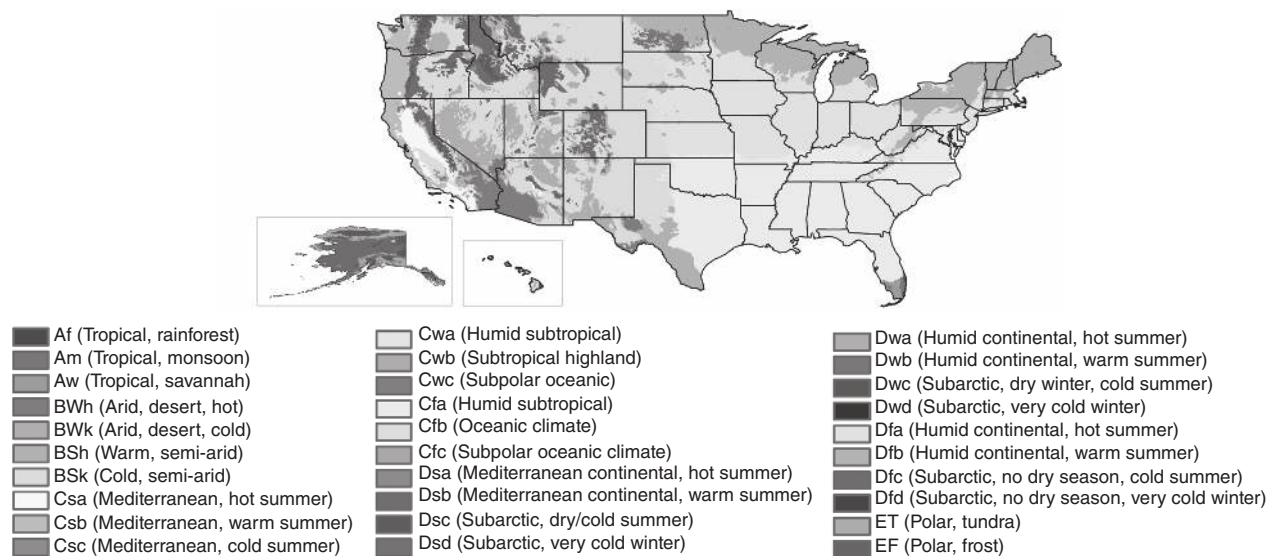 Af (Tropical, rainforest)
Am (Tropical, monsoon)
Aw (Tropical, savannah)
BWh (Arid, desert, hot)
BWk (Arid, desert, cold)
BSh (Warm, semi-arid)
BSk (Cold, semi-arid)
Csa (Mediterranean, hot summer)
Csb (Mediterranean, warm summer)
Csc (Mediterranean, cold summer)
Cwa (Humid subtropical)
Cwb (Subtropical highland)
Cwc (Subpolar oceanic)
Cfa (Humid subtropical)
Cfb (Oceanic climate)
Cfc (Subpolar oceanic climate)
Dsa (Mediterranean continental, hot summer)
Dsb (Mediterranean continental, warm summer)
Dsc (Subarctic, dry/cold summer)
Dsd (Subarctic, very cold winter)
Dwa (Humid continental, hot summer)
Dwb (Humid continental, warm summer)
Dwc (Subarctic, dry winter, cold summer)
Dwd (Subarctic, very cold winter)
Dfa (Humid continental, hot summer)
Dfb (Humid continental, warm summer)
Dfc (Subarctic, no dry season, cold summer)
Dfd (Subarctic, no dry season, very cold winter)
ET (Polar, tundra)
EF (Polar, frost)